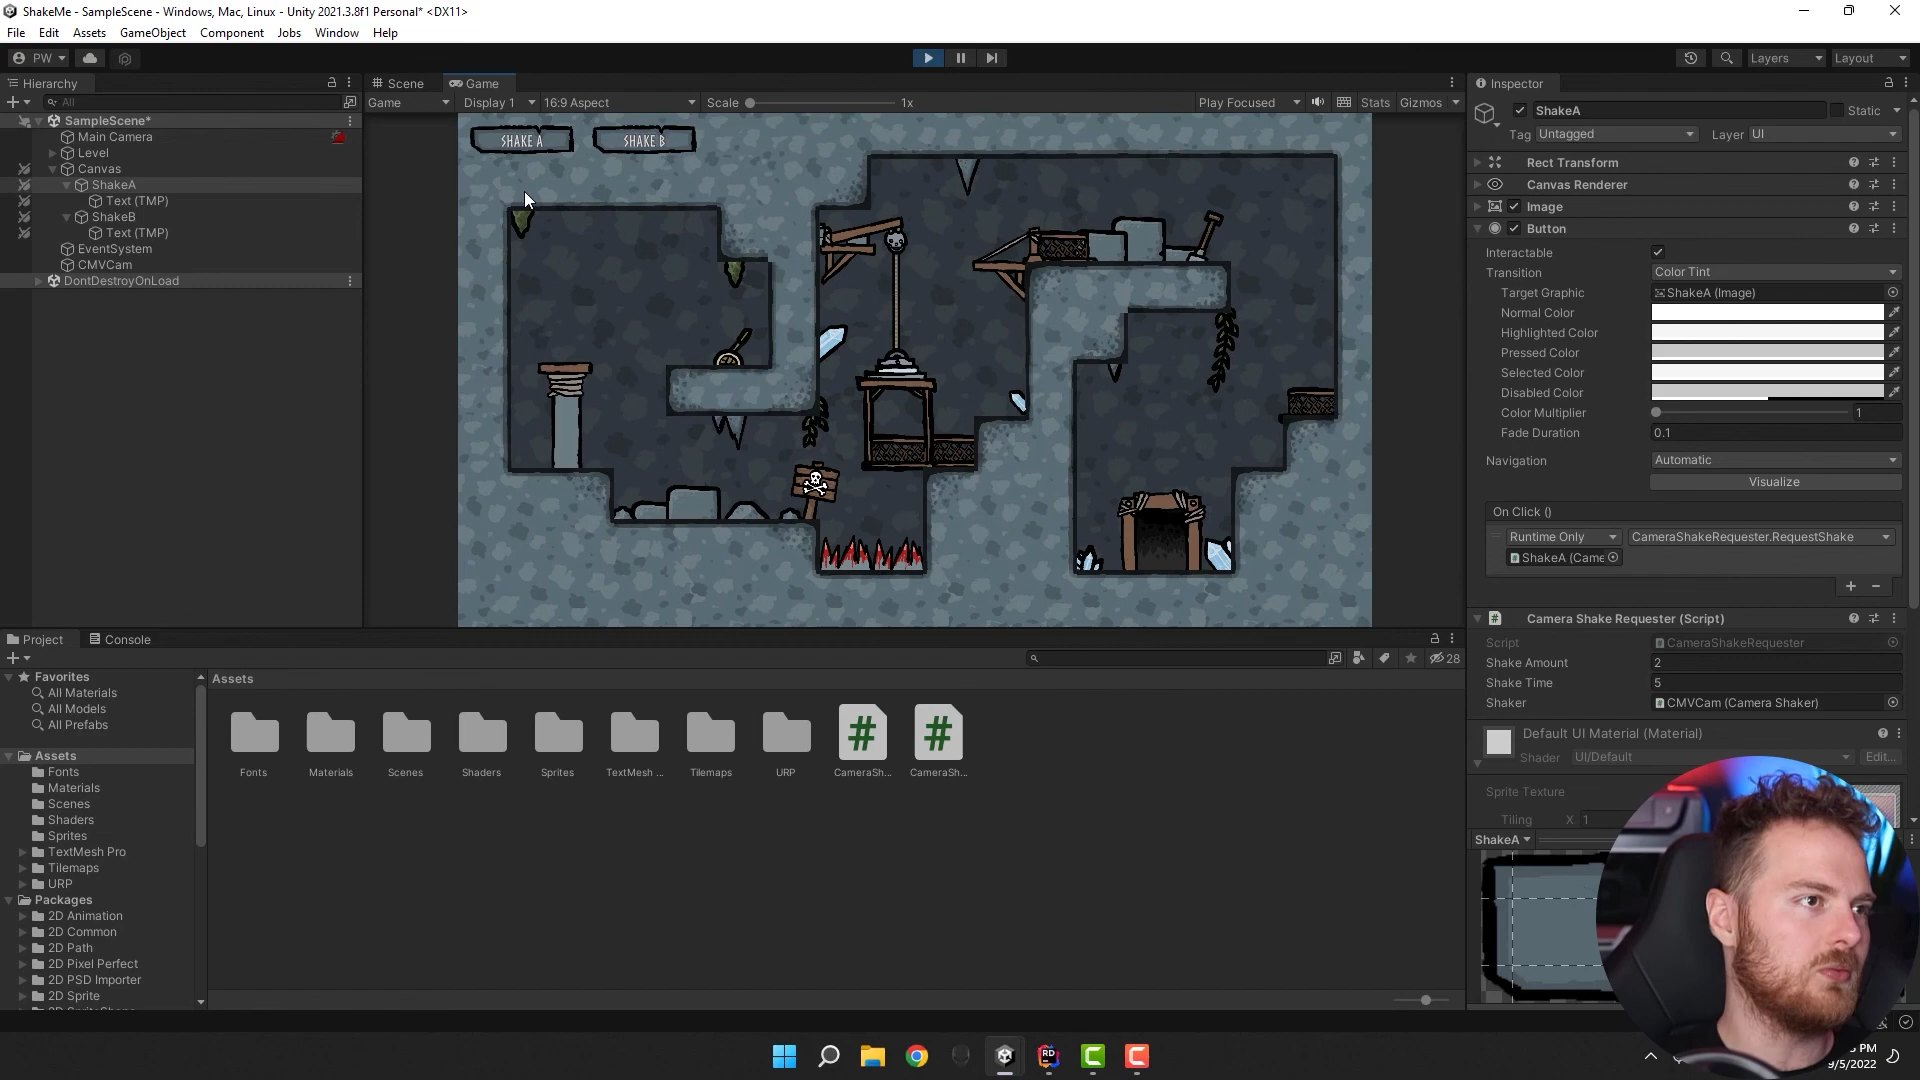 ShakeMe - SampleScene - Windows, Mac, Linux - Unity 2021.3.8f1 Personal* <DX11>
File Edit Assets GameObject Component Jobs Window Help
PW Layers Layout
Hierarchy Scene Game Inspector
All Game Display 1 16:9 Aspect Scale 1x Play Focused Stats Gizmos
ShakeA Static
Tag Untagged Layer UI
SampleScene*
Main Camera
Level
Canvas
ShakeA
Text (TMP)
ShakeB
Text (TMP)
EventSystem
CMVCam
DontDestroyOnLoad
SHAKE A SHAKE B
Rect Transform
Canvas Renderer
Image
Button
Interactable
Transition Color Tint
Target Graphic ShakeA (Image)
Normal Color
Highlighted Color
Pressed Color
Selected Color
Disabled Color
Color Multiplier 1
Fade Duration 0.1
Navigation Automatic
Visualize
On Click ()
Runtime Only CameraShakeRequester.RequestShake
ShakeA (Came
Camera Shake Requester (Script)
Script CameraShakeRequester
Shake Amount 2
Shake Time 5
Shaker CMVCam (Camera Shaker)
Default UI Material (Material)
Shader UI/Default Edit...
Sprite Texture
Tiling X 1
ShakeA
Project Console
28
Favorites
All Materials
All Models
All Prefabs
Assets
Fonts
Materials
Scenes
Shaders
Sprites
TextMesh Pro
Tilemaps
URP
Packages
2D Animation
2D Common
2D Path
2D Pixel Perfect
2D PSD Importer
2D Sprite
Assets
Fonts Materials Scenes Shaders Sprites TextMesh ... Tilemaps URP CameraSh... CameraSh...
RD
PM
9/5/2022